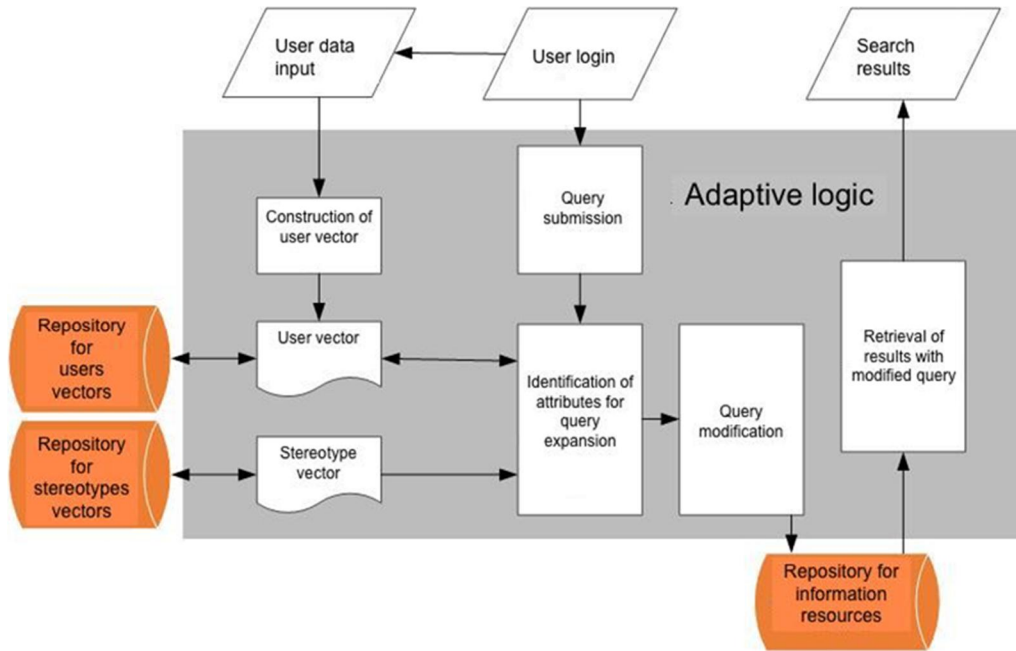 User data
input
User login
Search
results
Adaptive logic
Construction of
user vector
Query
submission
Repository
for
users
vectors
User vector
Identification of
attributes for
query
expansion
Query
modification
Retrieval of
results with
modified query
Repository
for
stereotypes
vectors
Stereotype
vector
Repository for
information
resources